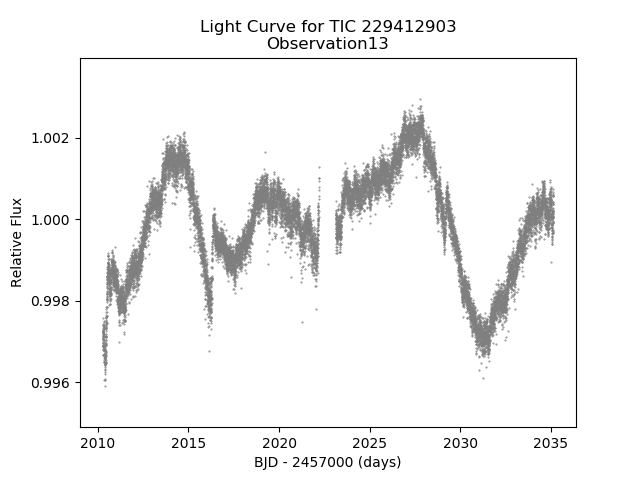 Light Curve for TIC 229412903
Observation13
1.002
1.000
0.998
0.996
Relative Flux
2010
2015
2020
2025
2030
2035
BJD - 2457000 (days)